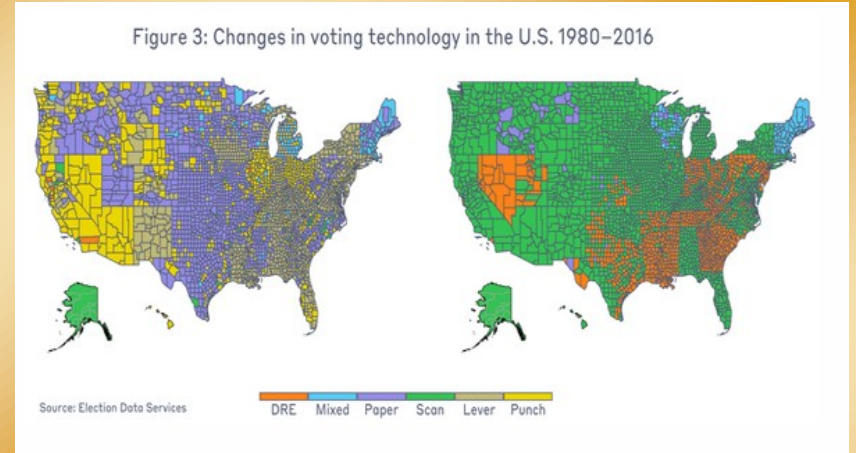 Figure 3: Changes in voting technology in the U.S. 1980–2016
Source: Election Data Services
DRE Mixed Paper Scan Lever Punch